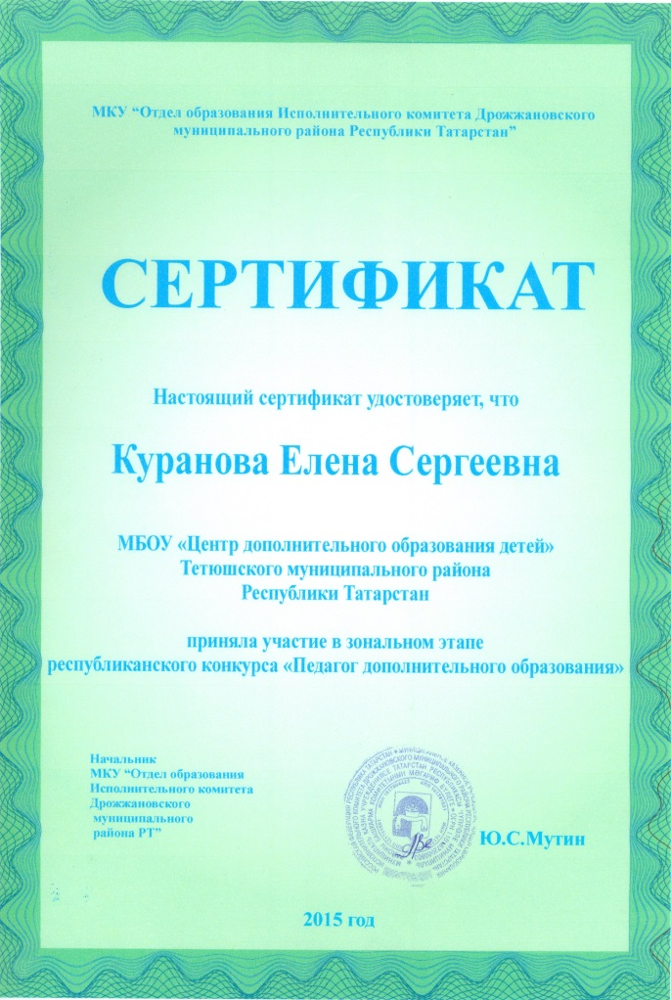 МКУ “Отдел образования Исполнительного комитета Дрожжановского
муниципального района Республики Татарстан”
СЕРТИФИКАТ
Настоящий сертификат удостоверяет, что
Куранова Елена Сергеевна
МБОУ «Центр дополнительного образования детей»
Тетюшского муниципального района
Республики Татарстан
приняла участие в зональном этапе
республиканского конкурса «Педагог дополнительного образования»
Начальник
МКУ “Отдел образования
Исполнительного комитета
Дрожжановского
муниципального
района РТ”
Ю.С.Мутин
2015 год